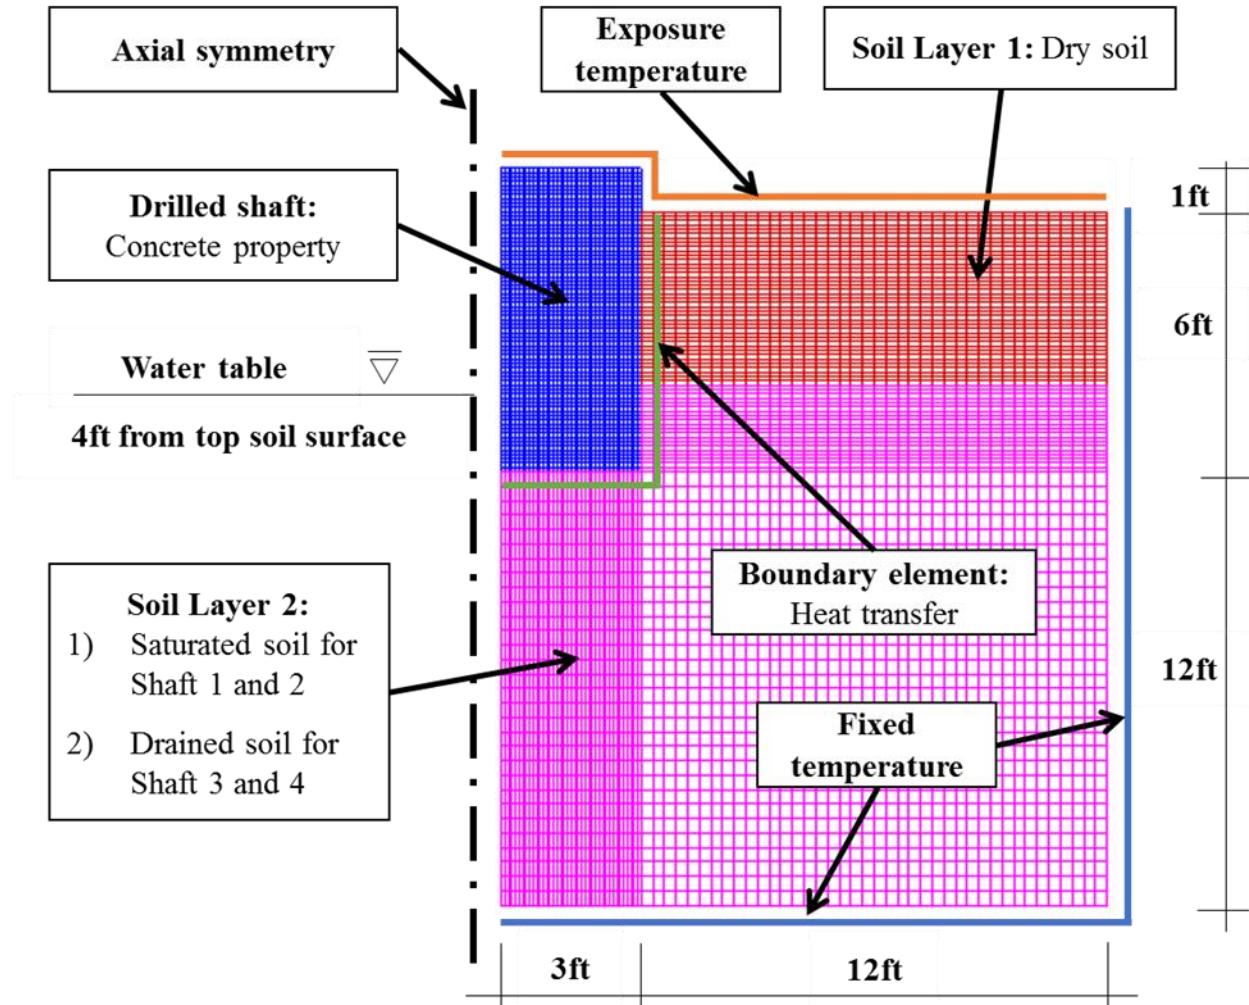 Axial symmetry
Exposure
temperature
Soil Layer 1: Dry soil
1ft
Drilled shaft:
Concrete property
6ft
Water table
4ft from top soil surface
Boundary element:
Heat transfer
Soil Layer 2:
1) Saturated soil for
Shaft 1 and 2
2) Drained soil for
Shaft 3 and 4
12ft
Fixed
temperature
3ft
12ft